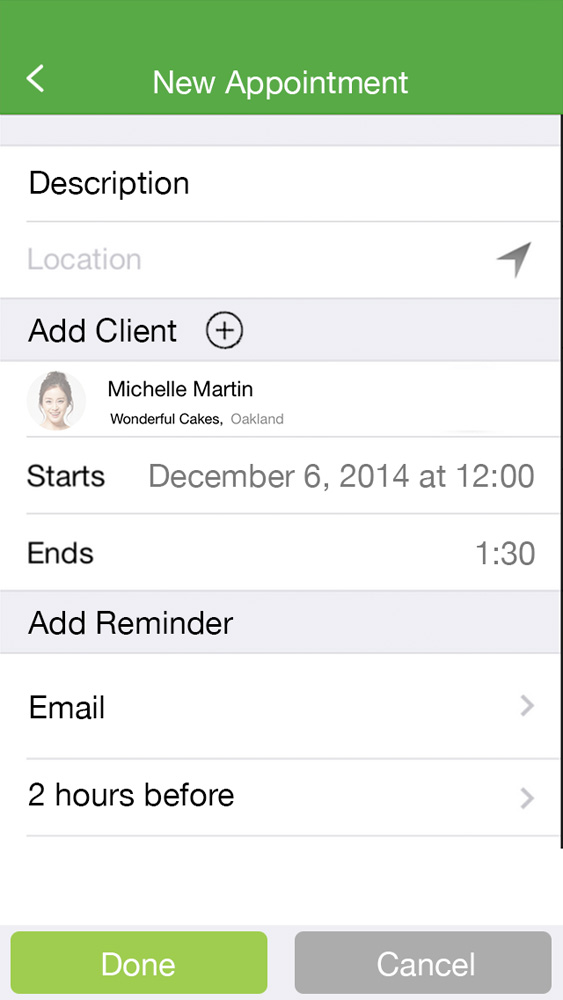 New Appointment
Description
Location
Add Client
Michelle Martin
Wonderful Cakes, Oakland
Starts December 6, 2014 at 12:00
Ends 1:30
Add Reminder
Email
2 hours before
Done Cancel